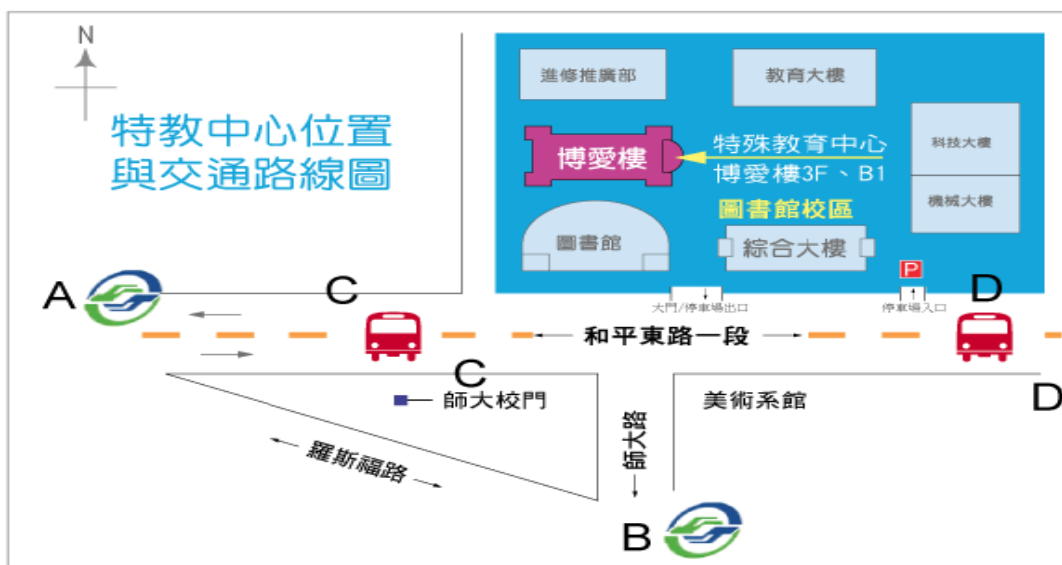 N
特教中心位置
與交通路線圖
進修推廣部
教育大樓
博愛樓
特殊教育中心
博愛樓3F、B1
科技大樓
機械大樓
圖書館校區
圖書館
綜合大樓
P
A
C
D
大門/停車場出口
停車場入口
和平東路一段
C
D
師大校門
美術系館
羅斯福路
師大路
B